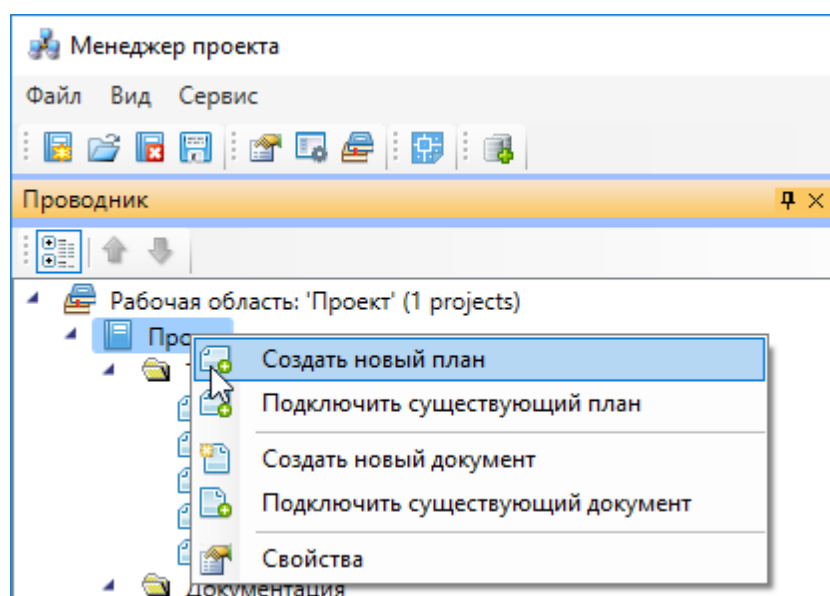 Менеджер проекта
Файл Вид Сервис
Проводник
Рабочая область: 'Проект' (1 projects)
Создать новый план
Подключить существующий план
Создать новый документ
Подключить существующий документ
Свойства
Документация